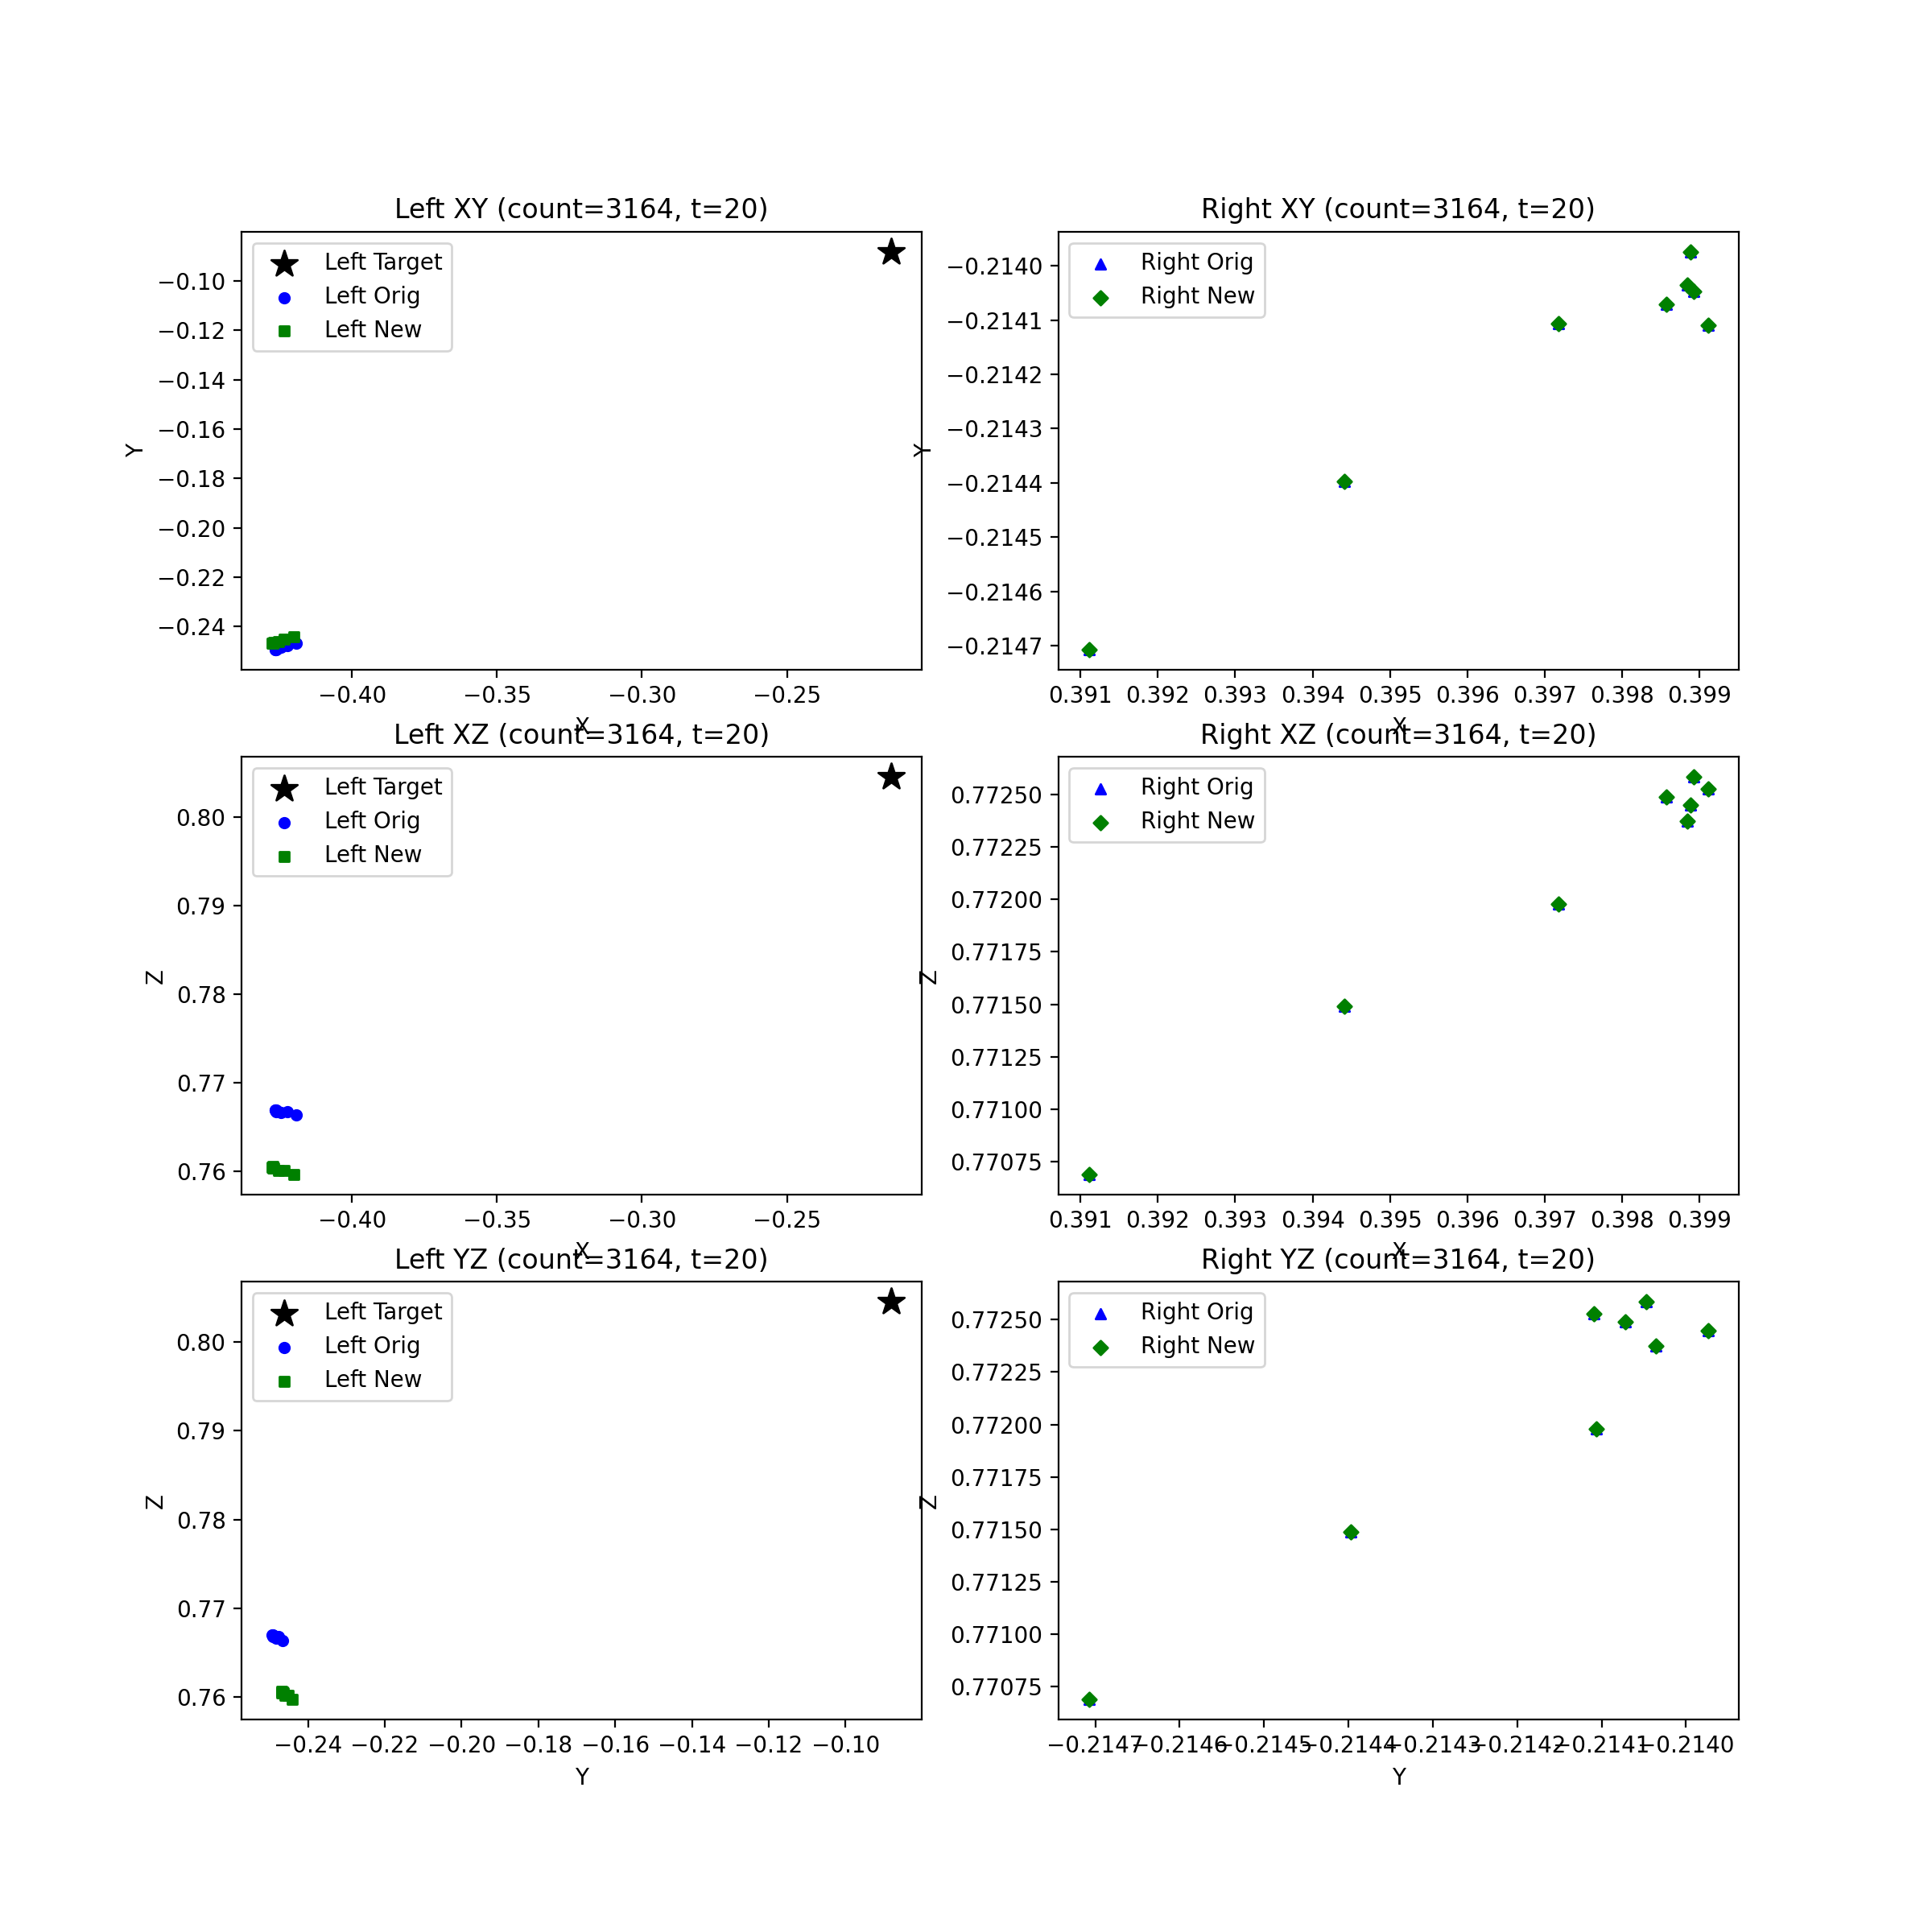 Left XY (count=3164, t=20)
Left Target
Left Orig
Left New
−0.10
−0.12
−0.14
−0.16
−0.18
−0.20
−0.22
−0.24
Y
−0.40 −0.35 −0.30 −0.25
X
Right XY (count=3164, t=20)
Right Orig
Right New
−0.2140
−0.2141
−0.2142
−0.2143
−0.2144
−0.2145
−0.2146
−0.2147
Y
0.391 0.392 0.393 0.394 0.395 0.396 0.397 0.398 0.399
X
Left XZ (count=3164, t=20)
Left Target
Left Orig
Left New
0.80
0.79
0.78
0.77
0.76
Z
−0.40 −0.35 −0.30 −0.25
X
Right XZ (count=3164, t=20)
Right Orig
Right New
0.77250
0.77225
0.77200
0.77175
0.77150
0.77125
0.77100
0.77075
Z
0.391 0.392 0.393 0.394 0.395 0.396 0.397 0.398 0.399
X
Left YZ (count=3164, t=20)
Left Target
Left Orig
Left New
0.80
0.79
0.78
0.77
0.76
Z
−0.24 −0.22 −0.20 −0.18 −0.16 −0.14 −0.12 −0.10
Y
Right YZ (count=3164, t=20)
Right Orig
Right New
0.77250
0.77225
0.77200
0.77175
0.77150
0.77125
0.77100
0.77075
Z
−0.2147 −0.2146 −0.2145 −0.2144 −0.2143 −0.2142 −0.2141 −0.2140
Y